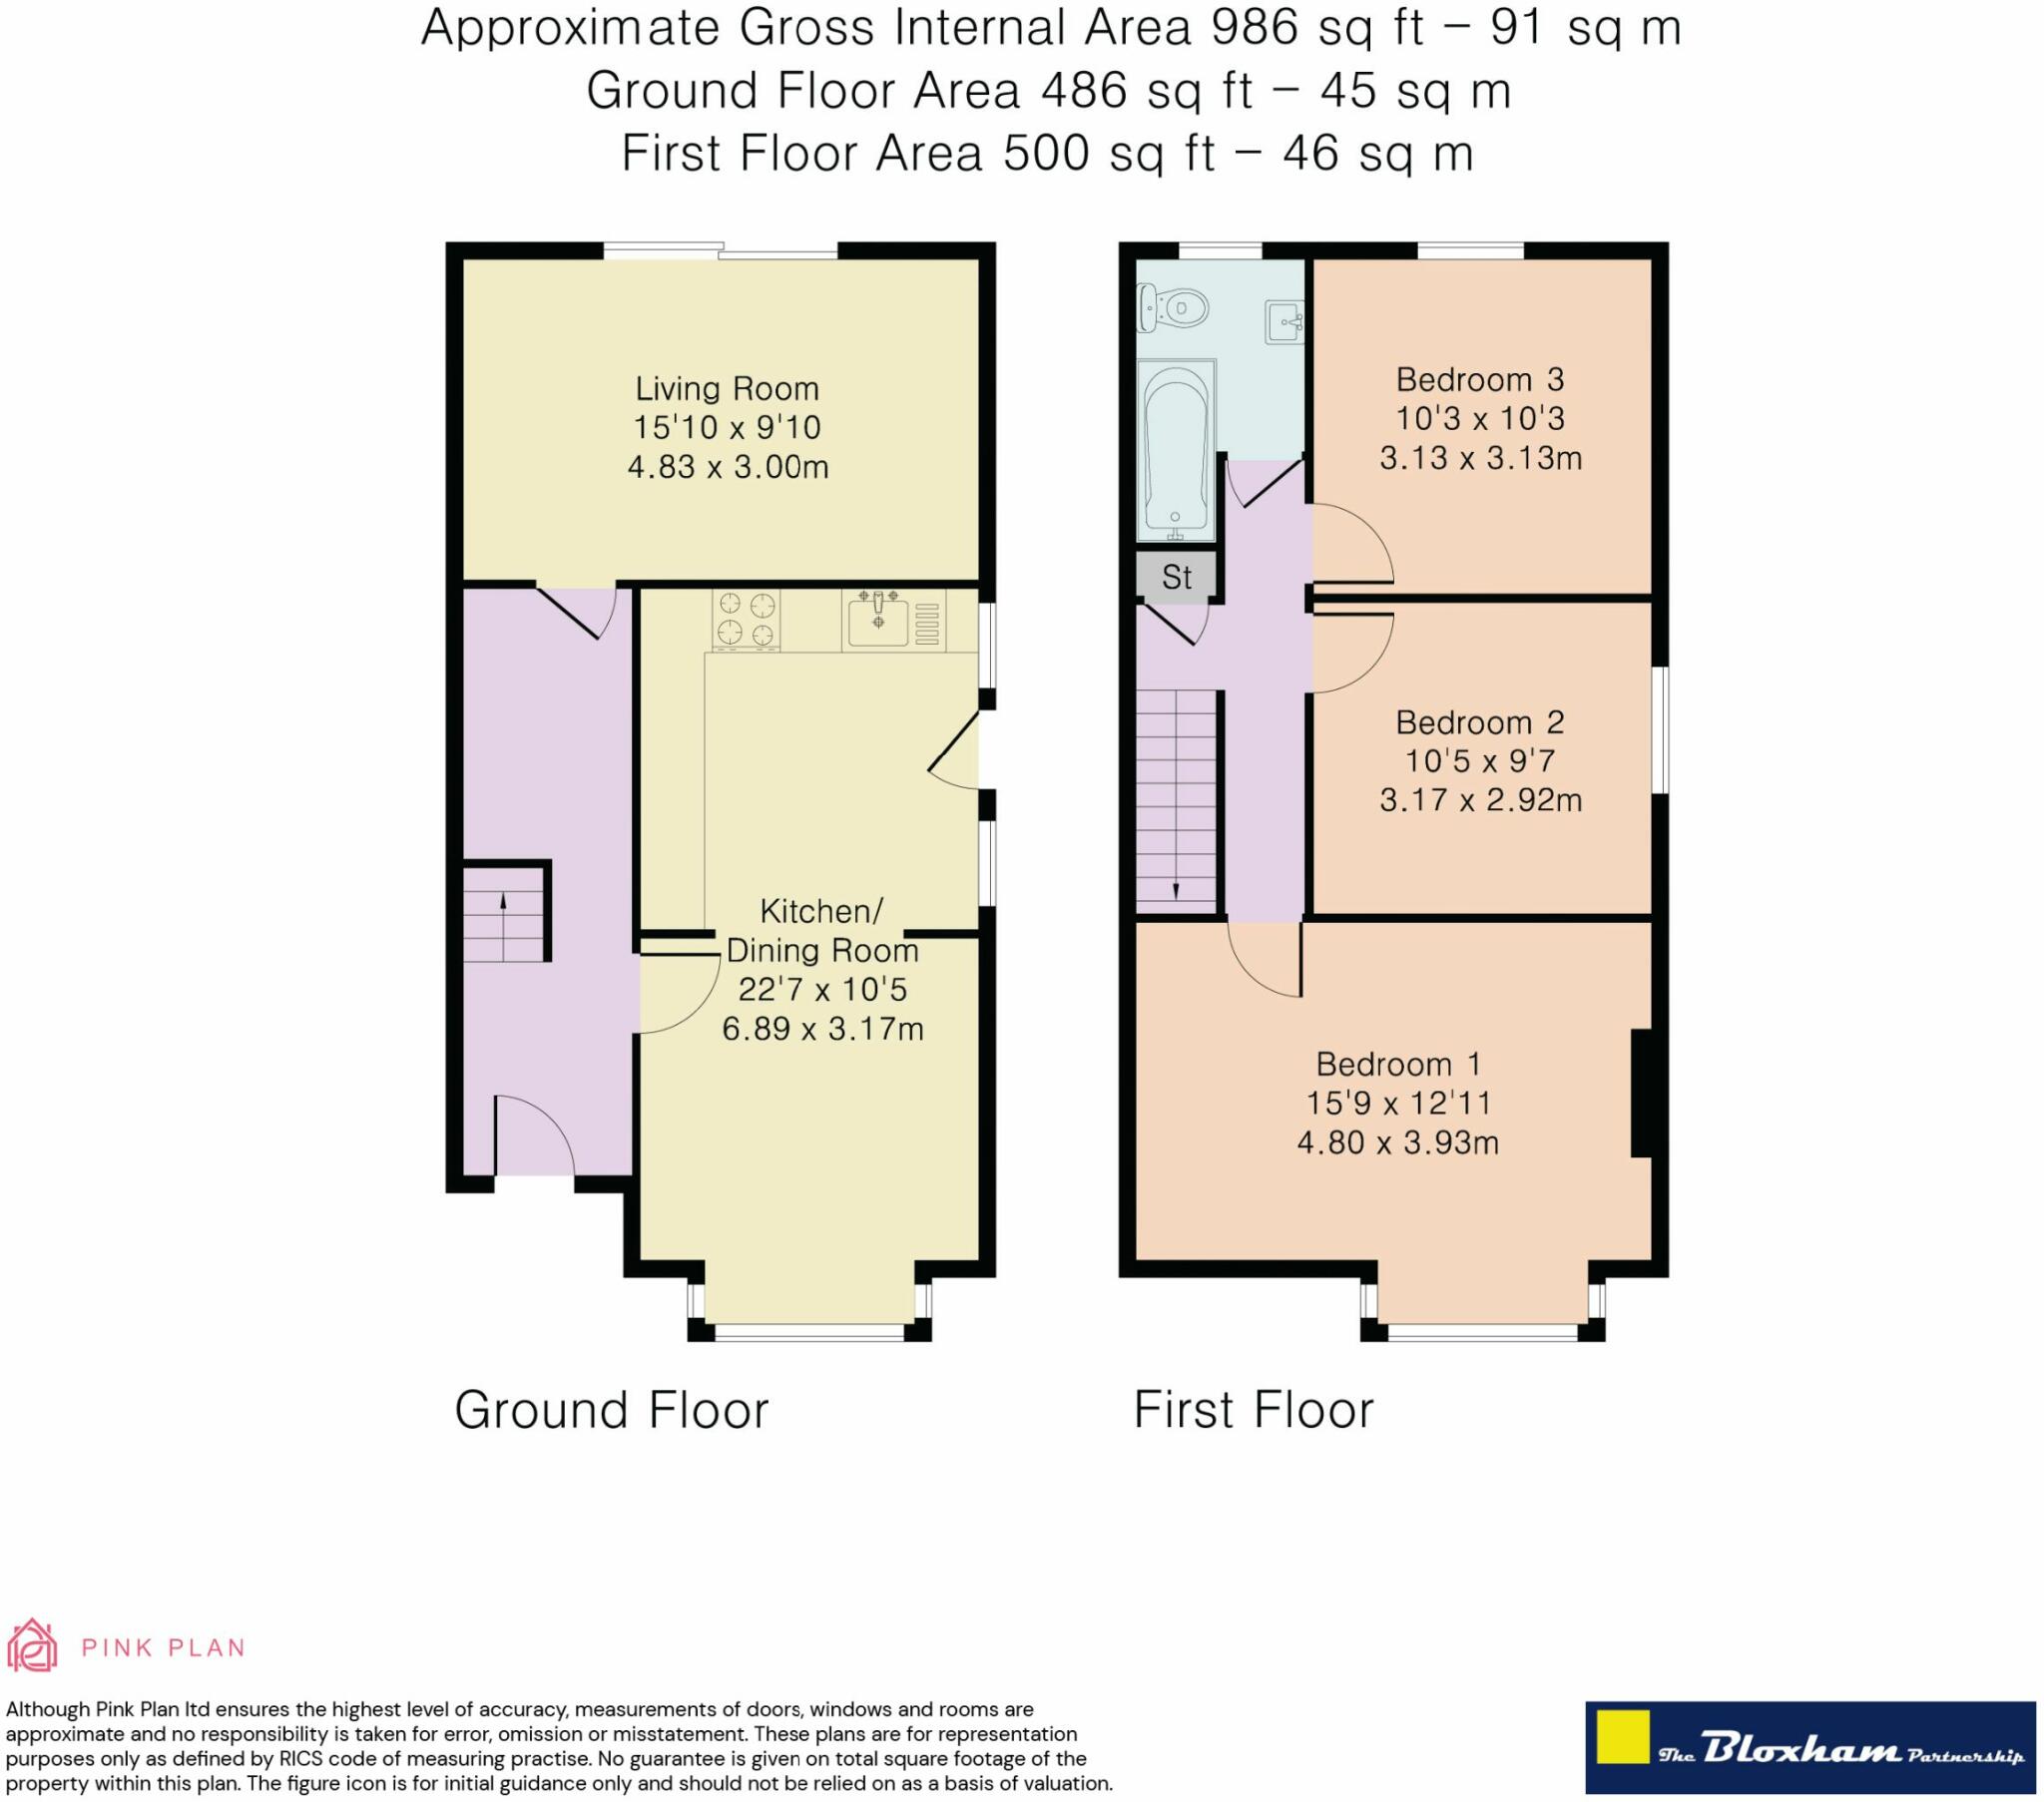 Approximate Gross Internal Area 986 sq ft – 91 sq m
Ground Floor Area 486 sq ft – 45 sq m
First Floor Area 500 sq ft – 46 sq m
Living Room
15'10 x 9'10
4.83 x 3.00m
Kitchen/
Dining Room
22'7 x 10'5
6.89 x 3.17m
Ground Floor
Bedroom 3
10'3 x 10'3
3.13 x 3.13m
St
Bedroom 2
10'5 x 9'7
3.17 x 2.92m
Bedroom 1
15'9 x 12'11
4.80 x 3.93m
First Floor
PINK PLAN
Although Pink Plan ltd ensures the highest level of accuracy, measurements of doors, windows and rooms are
approximate and no responsibility is taken for error, omission or misstatement. These plans are for representation
purposes only as defined by RICS code of measuring practise. No guarantee is given on total square footage of the
property within this plan. The figure icon is for initial guidance only and should not be relied on as a basis of valuation.
The Bloxham Partnership